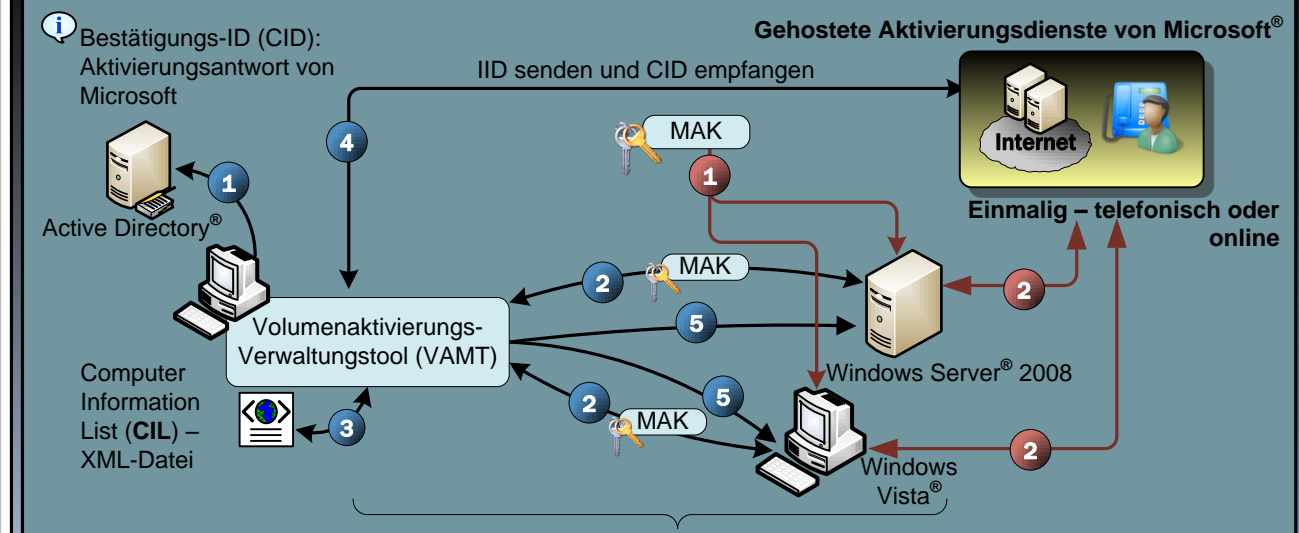 Gehostete Aktivierungsdienste von Microsoft®
i
Bestätigungs-ID (CID):
Aktivierungsantwort von
Microsoft
IID senden und CID empfangen
4
MAK
1
Internet
1
Active Directory®
Einmalig – telefonisch oder
online
2
MAK
2
5
Volumenaktivierungs-
Verwaltungstool (VAMT)
Windows Server® 2008
Computer
Information
List (CIL) –
XML-Datei
3
5
2
MAK
2
Windows
Vista®